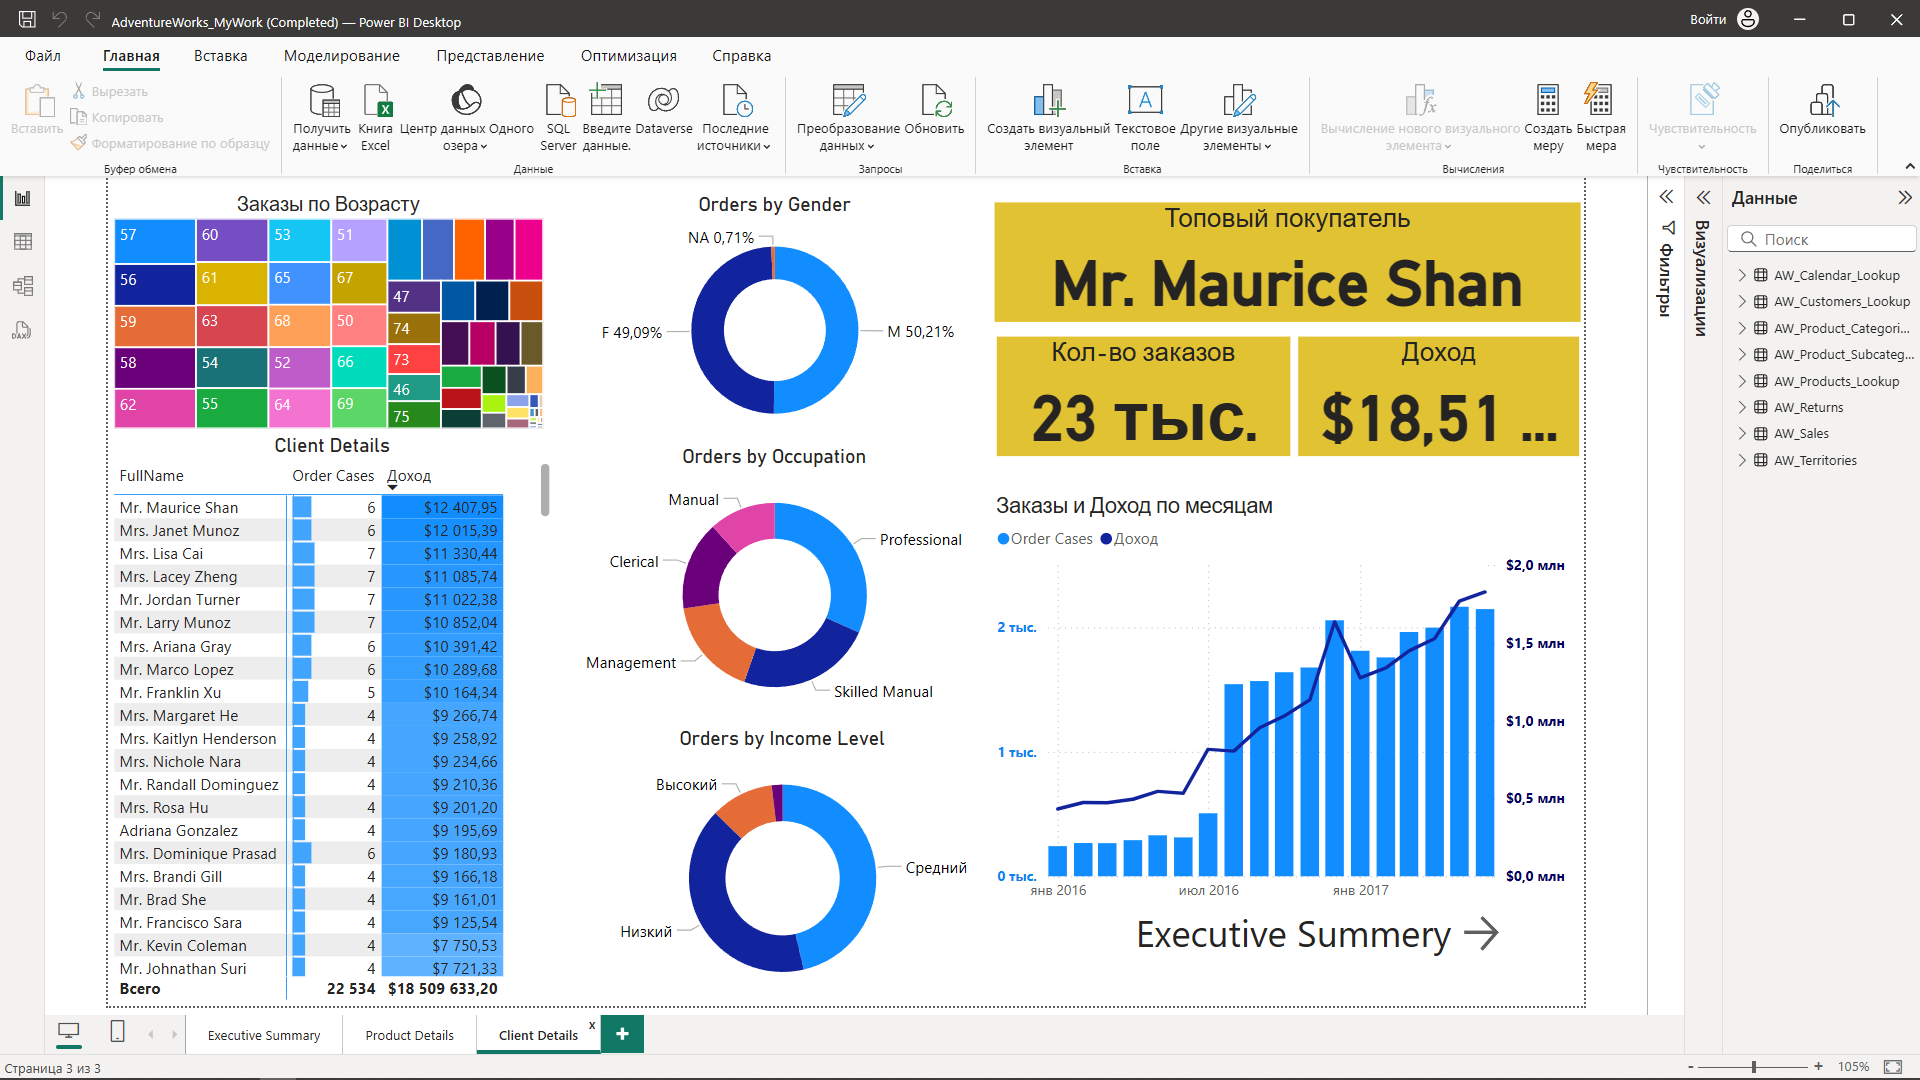 AdventureWorks_MyWork (Completed) — Power BI Desktop
Войти
Файл
Главная
Вставка
Моделирование
Представление
Оптимизация
Справка
Вставить
Вырезать
Копировать
Форматирование по образцу
Буфер обмена
Получить данные
Книга Excel
Центр данных Одного озера
SQL Server
Введите данные.
Dataverse
Последние источники
Данные
Преобразование данных
Обновить
Запросы
Создать визуальный элемент
Текстовое поле
Другие визуальные элементы
Вставка
Вычисление нового визуального элемента
Создать меру
Быстрая мера
Вычисления
Чувствительность
Чувствительность
Опубликовать
Поделиться
DAX
Заказы по Возрасту
57 60 53 51
56 61 65 67 47
59 63 68 50 74
58 54 52 66 73
62 55 64 69 46
75
Client Details
FullName Order Cases Доход
Mr. Maurice Shan 6 $12 407,95
Mrs. Janet Munoz 6 $12 015,39
Mrs. Lisa Cai 7 $11 330,44
Mrs. Lacey Zheng 7 $11 085,74
Mr. Jordan Turner 7 $11 022,38
Mr. Larry Munoz 7 $10 852,04
Mrs. Ariana Gray 6 $10 391,42
Mr. Marco Lopez 6 $10 289,68
Mr. Franklin Xu 5 $10 164,34
Mrs. Margaret He 4 $9 266,74
Mrs. Kaitlyn Henderson 4 $9 258,92
Mrs. Nichole Nara 4 $9 234,66
Mr. Randall Dominguez 4 $9 210,36
Mrs. Rosa Hu 4 $9 201,20
Adriana Gonzalez 4 $9 195,69
Mrs. Dominique Prasad 6 $9 180,93
Mrs. Brandi Gill 4 $9 166,18
Mr. Brad She 4 $9 161,01
Mr. Francisco Sara 4 $9 125,54
Mr. Kevin Coleman 4 $7 750,53
Mr. Johnathan Suri 4 $7 721,33
Всего 22 534 $18 509 633,20
Orders by Gender
NA 0,71%
F 49,09%
M 50,21%
Orders by Occupation
Manual
Professional
Clerical
Management
Skilled Manual
Orders by Income Level
Высокий
Средний
Низкий
Топовый покупатель
Mr. Maurice Shan
Кол-во заказов
23 тыс.
Доход
$18,51 ...
Заказы и Доход по месяцам
Order Cases Доход
$2,0 млн
2 тыс.
$1,5 млн
$1,0 млн
1 тыс.
$0,5 млн
0 тыс.
$0,0 млн
янв 2016 июл 2016 янв 2017
Executive Summery
Фильтры
Визуализации
Данные
Поиск
AW_Calendar_Lookup
AW_Customers_Lookup
AW_Product_Categori...
AW_Product_Subcateg...
AW_Products_Lookup
AW_Returns
AW_Sales
AW_Territories
Executive Summary
Product Details
Client Details
x
+
Страница 3 из 3
- + 105%